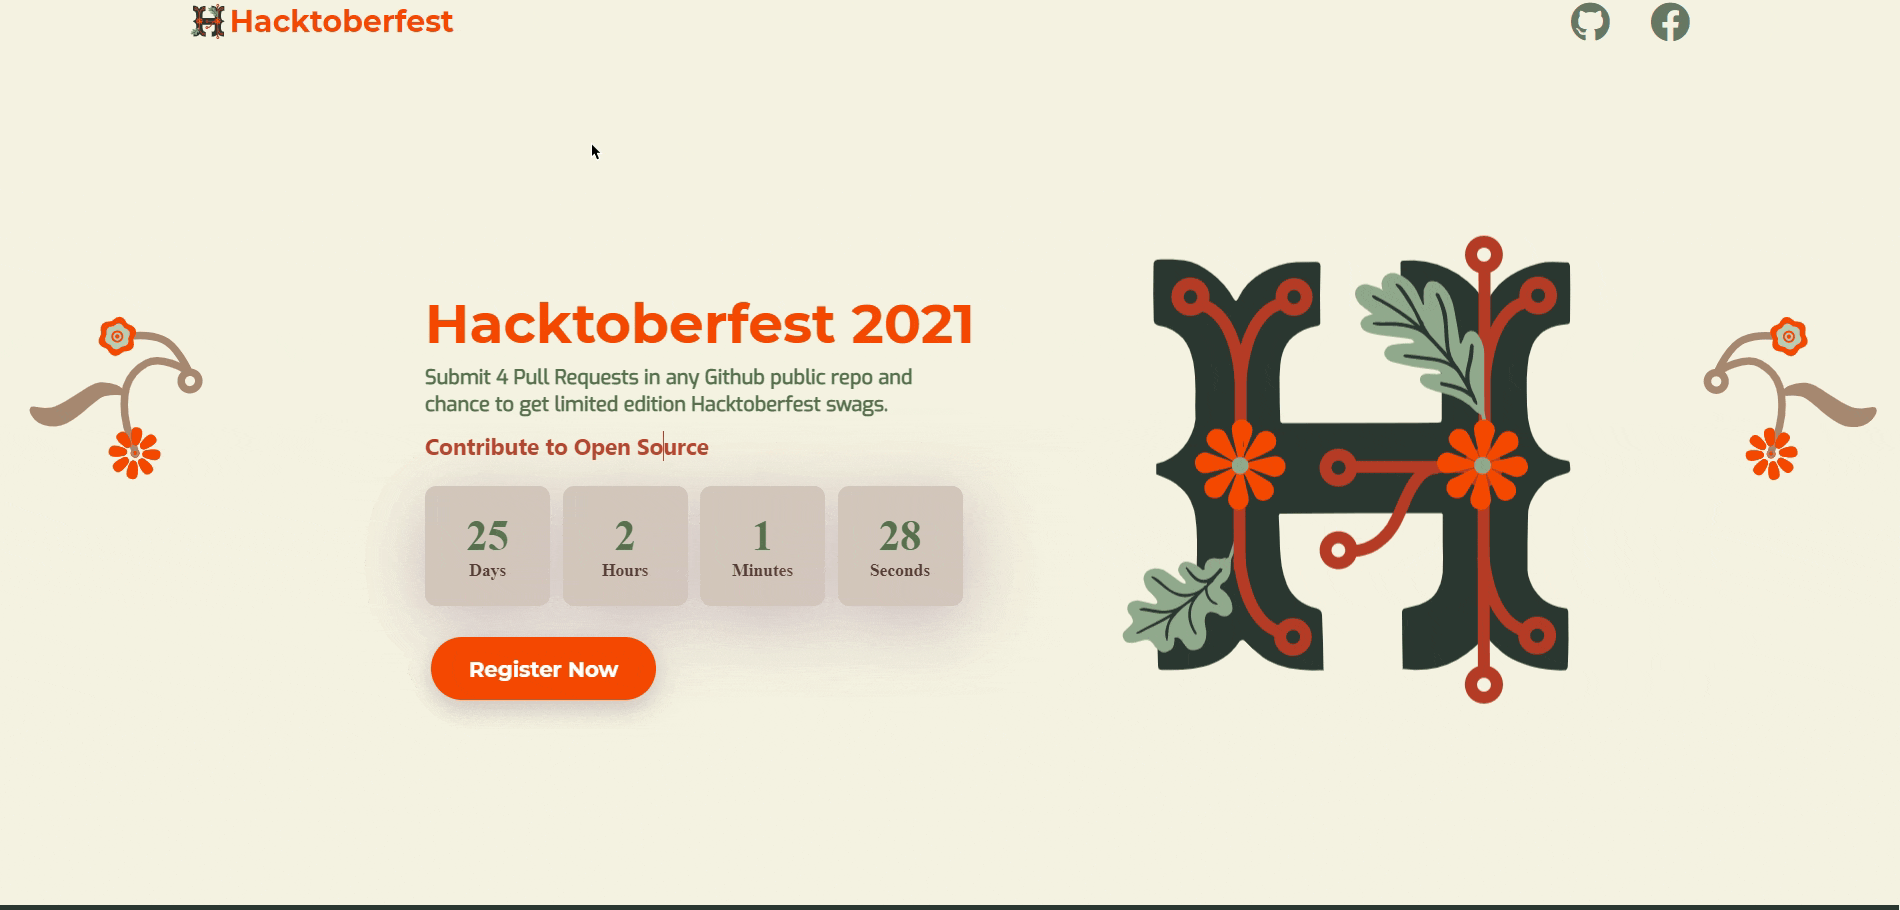 Hacktoberfest
Hacktoberfest 2021
Submit 4 Pull Requests in any Github public repo and
chance to get limited edition Hacktoberfest swags.
Contribute to Open Source
25 2 1 28
Days Hours Minutes Seconds
Register Now